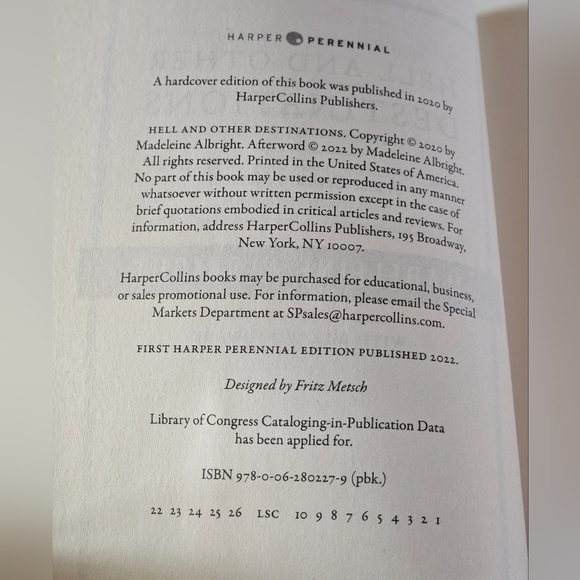 HARPER PERENNIAL
A hardcover edition of this book was published in 2020 by
HarperCollins Publishers.
HELL AND OTHER DESTINATIONS. Copyright © 2020 by
Madeleine Albright. Afterword © 2022 by Madeleine Albright.
All rights reserved. Printed in the United States of America.
No part of this book may be used or reproduced in any manner
whatsoever without written permission except in the case of
brief quotations embodied in critical articles and reviews. For
information, address HarperCollins Publishers, 195 Broadway,
New York, NY 10007.
HarperCollins books may be purchased for educational, business,
or sales promotional use. For information, please email the Special
Markets Department at SPsales@harpercollins.com.
FIRST HARPER PERENNIAL EDITION PUBLISHED 2022.
Designed by Fritz Metsch
Library of Congress Cataloging-in-Publication Data
has been applied for.
ISBN 978-0-06-280227-9 (pbk.)
22 23 24 25 26 LSC 10 9 8 7 6 5 4 3 2 1